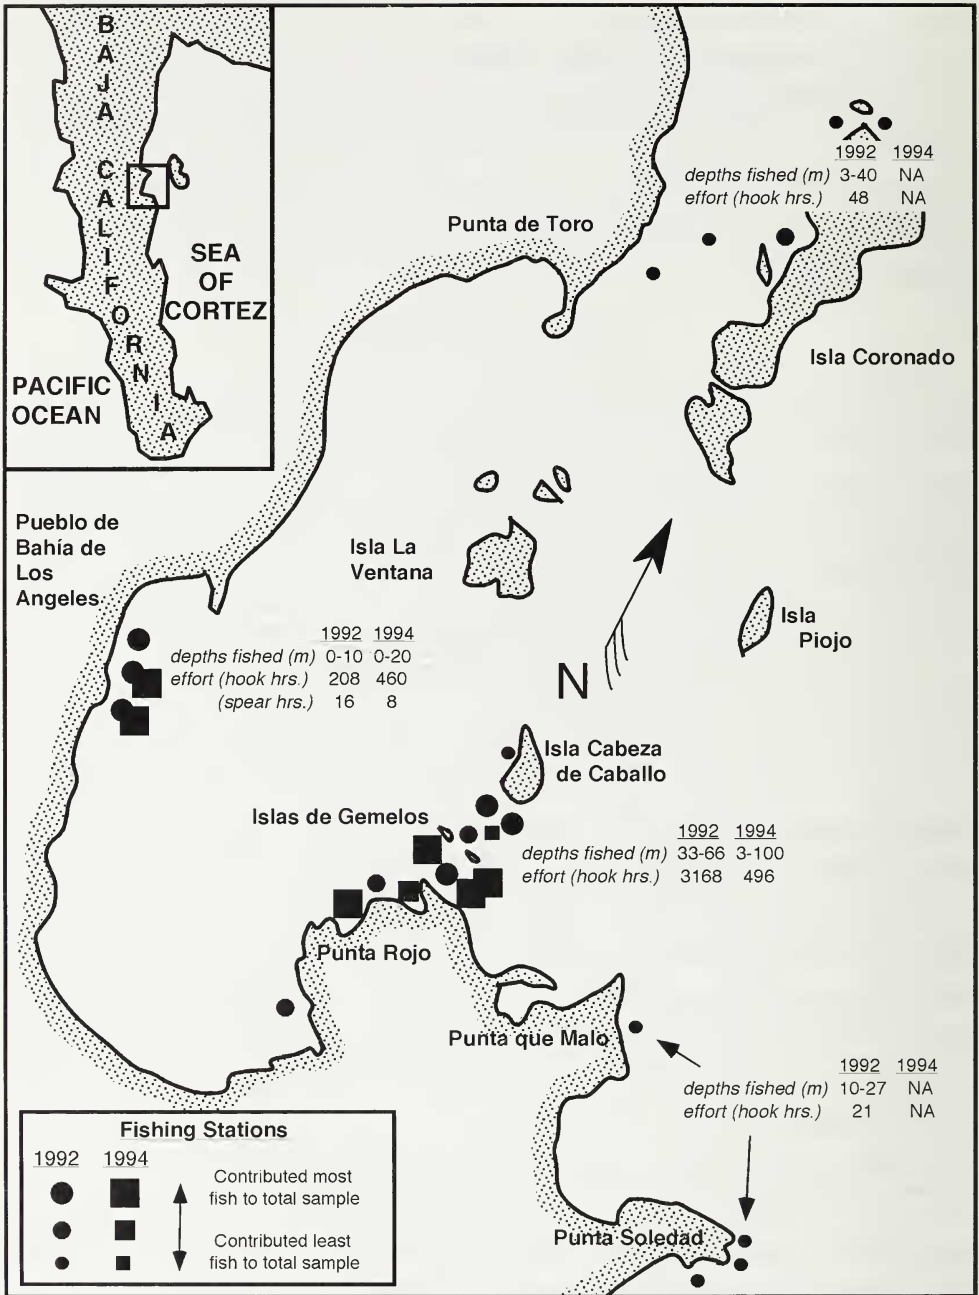 BAJA CALIFORNIA
SEA
OF
CORTEZ
PACIFIC
OCEAN
1992 1994
depths fished (m) 3-40 NA
effort (hook hrs.) 48 NA
Punta de Toro
Isla Coronado
Pueblo de
Bahía de
Los
Angeles
Isla La
Ventana
Isla
Piojo
1992 1994
depths fished (m) 0-10 0-20
effort (hook hrs.) 208 460
(spear hrs.) 16 8
N
Isla Cabeza
de Caballo
Islas de Gemelos
1992 1994
depths fished (m) 33-66 3-100
effort (hook hrs.) 3168 496
Punta Rojo
Punta que Malo
1992 1994
depths fished (m) 10-27 NA
effort (hook hrs.) 21 NA
Punta Soledad
Fishing Stations
1992 1994
Contributed most
fish to total sample
Contributed least
fish to total sample